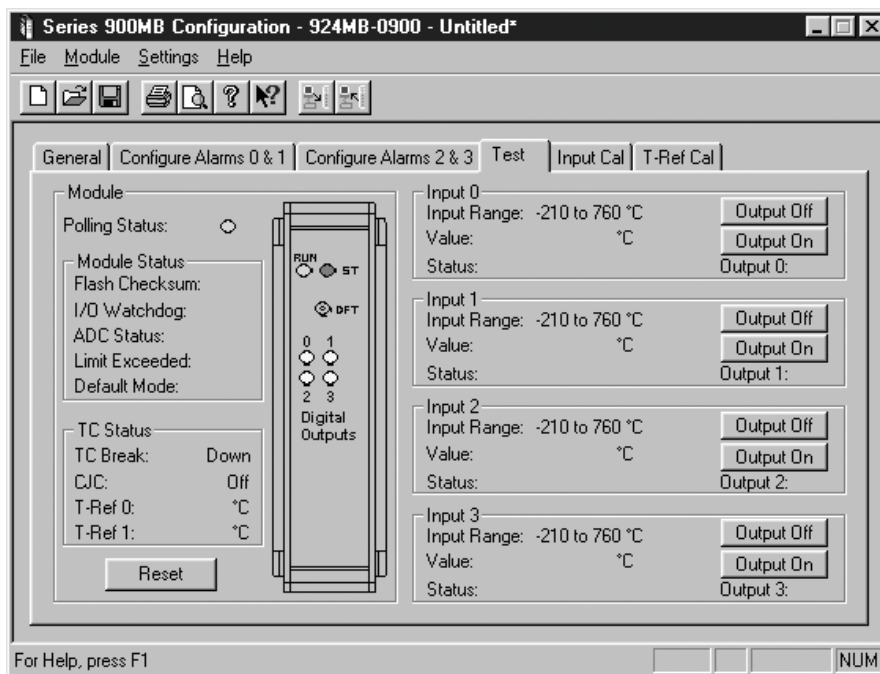 Series 900MB Configuration - 924MB-0900 - Untitled*
File Module Settings Help
General Configure Alarms 0 & 1 Configure Alarms 2 & 3 Test Input Cal T-Ref Cal
Module
Polling Status:
Module Status
Flash Checksum:
I/O Watchdog:
ADC Status:
Limit Exceeded:
Default Mode:
TC Status
TC Break: Down
CJC: Off
T-Ref 0: °C
T-Ref 1: °C
Reset
RUN
ST
DFT
0 1
2 3
Digital
Outputs
Input 0
Input Range: -210 to 760 °C Output Off
Value: °C Output On
Status: Output 0:
Input 1
Input Range: -210 to 760 °C Output Off
Value: °C Output On
Status: Output 1:
Input 2
Input Range: -210 to 760 °C Output Off
Value: °C Output On
Status: Output 2:
Input 3
Input Range: -210 to 760 °C Output Off
Value: °C Output On
Status: Output 3:
For Help, press F1 NUM